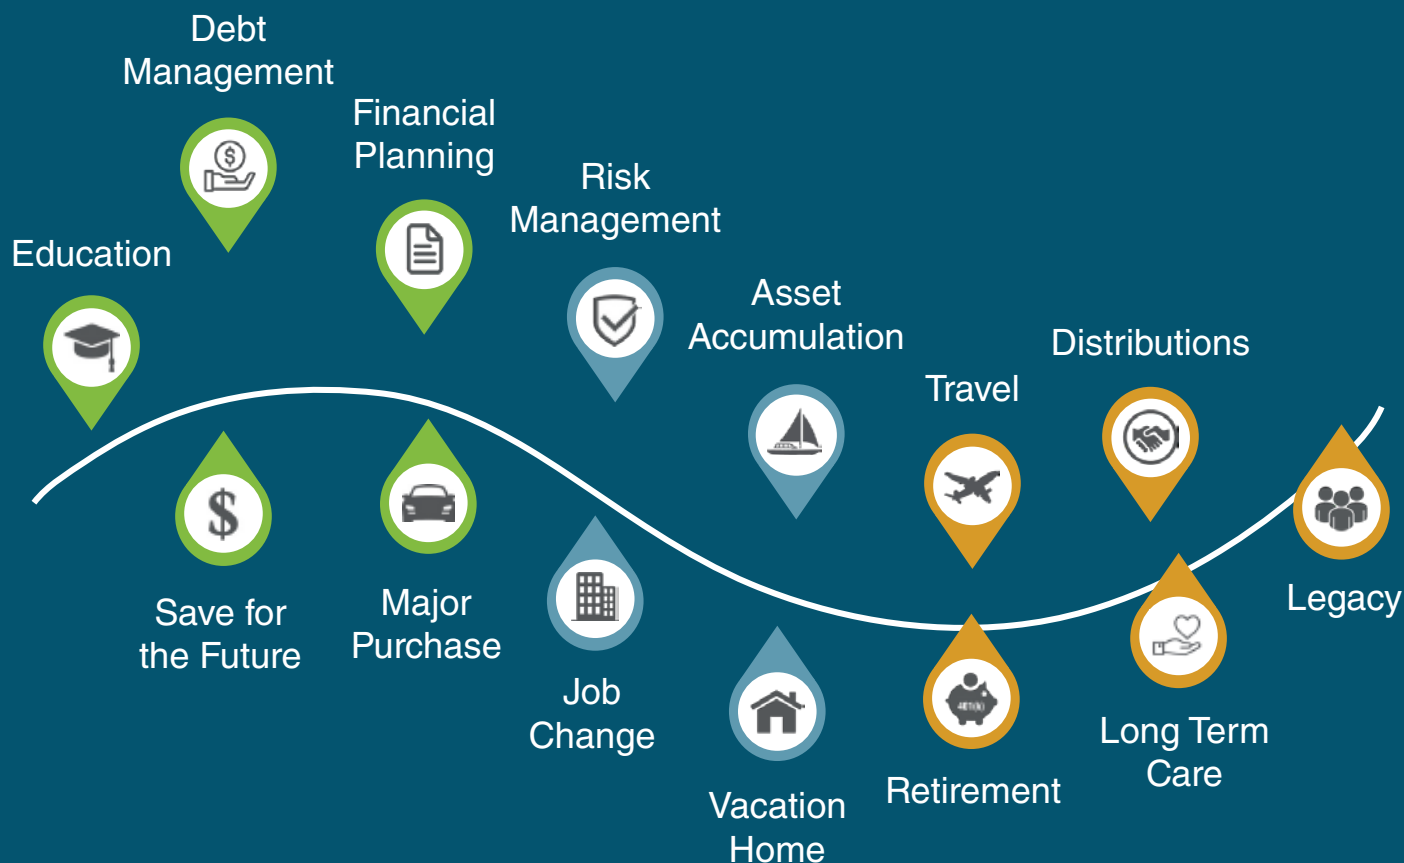 Debt
Management
Financial
Planning
Risk
Management
Education
Asset
Accumulation
Distributions
Travel
Save for
the Future
Major
Purchase
Job
Change
Vacation
Home
401(k)
Retirement
Long Term
Care
Legacy
$
$